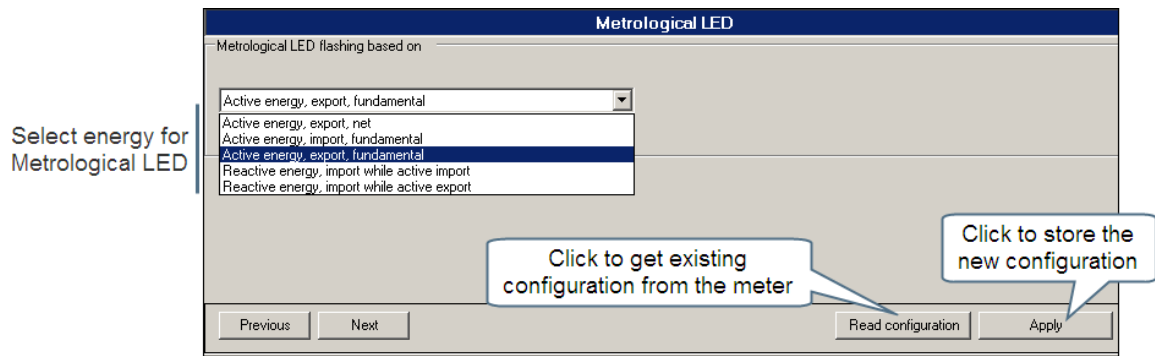 Metrological LED
Metrological LED flashing based on
Active energy, export, fundamental
Active energy, export, net
Active energy, import, fundamental
Active energy, export, fundamental
Reactive energy, import while active import
Reactive energy, import while active export
Select energy for
Metrological LED
Click to get existing
configuration from the meter
Click to store the
new configuration
Previous
Next
Read configuration
Apply